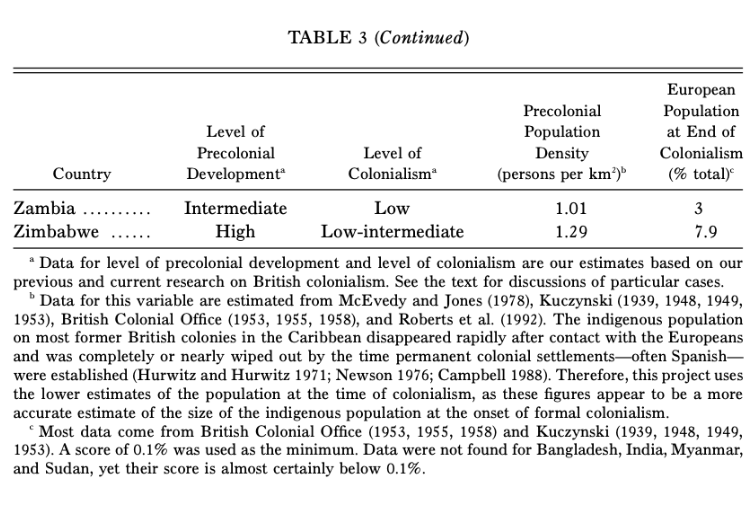 TABLE 3 (Continued)
European
Precolonial Population
Level of Population at End of
Precolonial Level of Density Colonialism
Country Developmentᵃ Colonialismᵃ (persons per km²)ᵇ (% total)ᶜ
Zambia .......... Intermediate Low 1.01 3
Zimbabwe ...... High Low-intermediate 1.29 7.9
ᵃ Data for level of precolonial development and level of colonialism are our estimates based on our
previous and current research on British colonialism. See the text for discussions of particular cases.
ᵇ Data for this variable are estimated from McEvedy and Jones (1978), Kuczynski (1939, 1948, 1949,
1953), British Colonial Office (1953, 1955, 1958), and Roberts et al. (1992). The indigenous population
on most former British colonies in the Caribbean disappeared rapidly after contact with the Europeans
and was completely or nearly wiped out by the time permanent colonial settlements—often Spanish—
were established (Hurwitz and Hurwitz 1971; Newson 1976; Campbell 1988). Therefore, this project uses
the lower estimates of the population at the time of colonialism, as these figures appear to be a more
accurate estimate of the size of the indigenous population at the onset of formal colonialism.
ᶜ Most data come from British Colonial Office (1953, 1955, 1958) and Kuczynski (1939, 1948, 1949,
1953). A score of 0.1% was used as the minimum. Data were not found for Bangladesh, India, Myanmar,
and Sudan, yet their score is almost certainly below 0.1%.